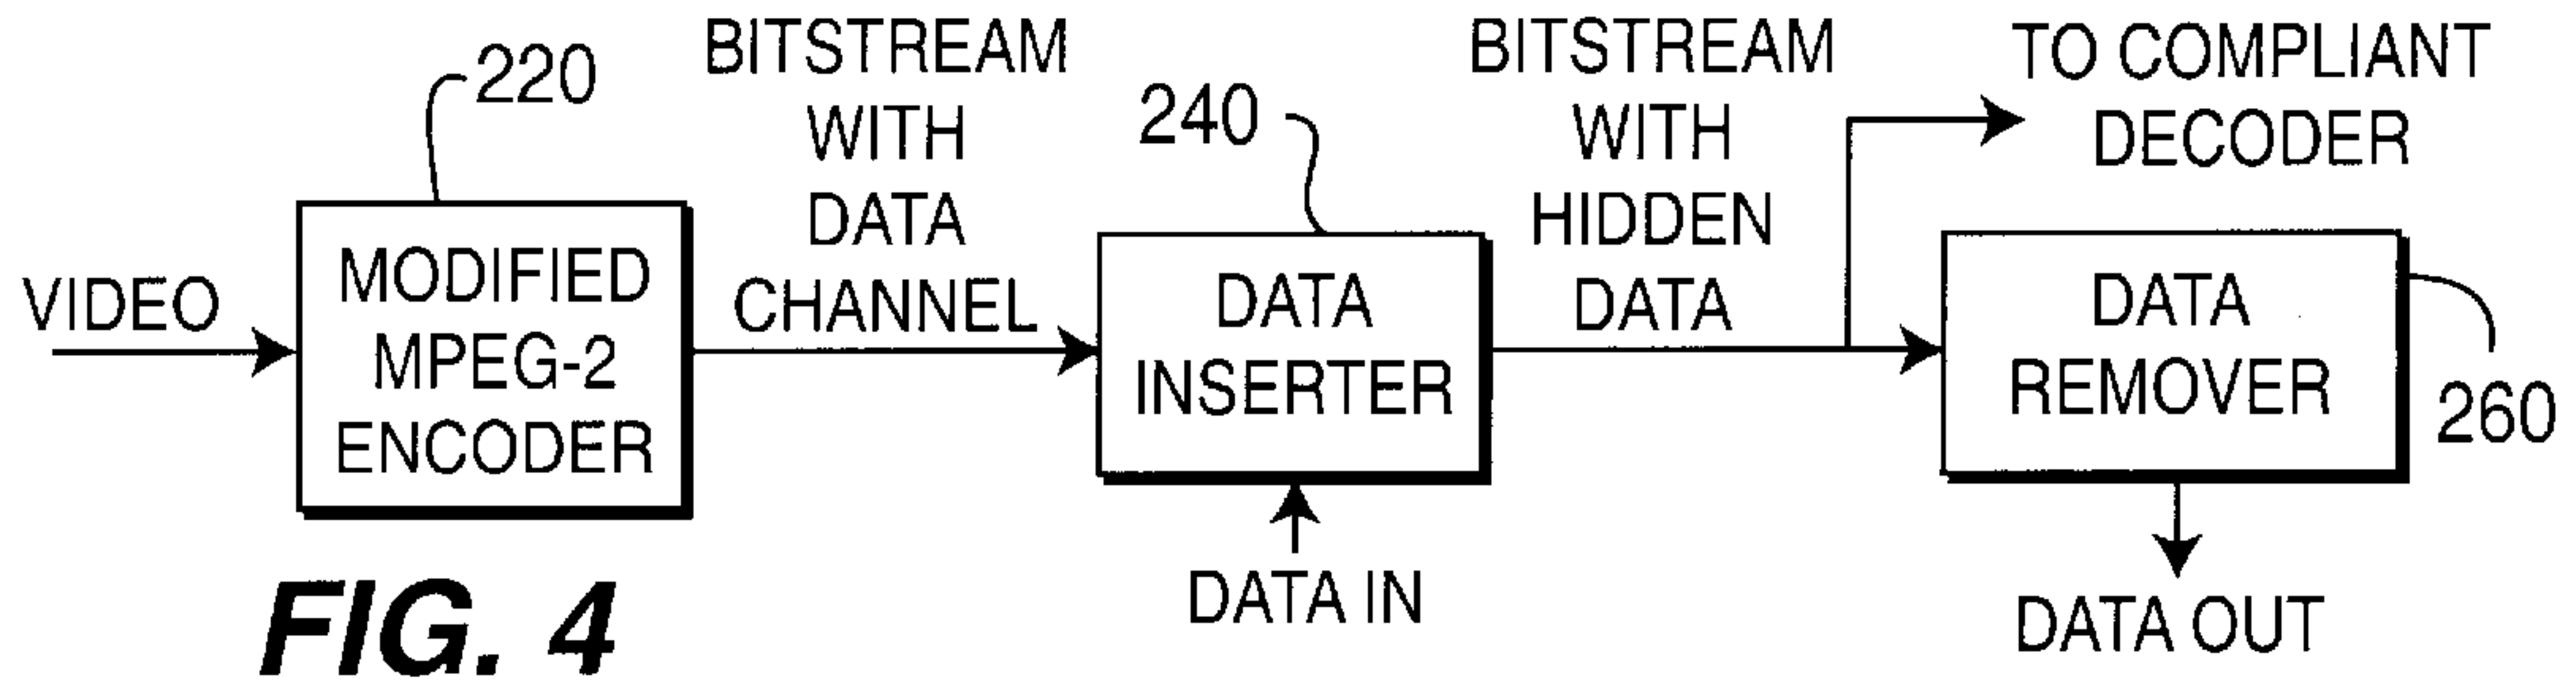 VIDEO
220
MODIFIED
MPEG-2
ENCODER
BITSTREAM
WITH
DATA
CHANNEL
240
DATA
INSERTER
DATA IN
BITSTREAM
WITH
HIDDEN
DATA
TO COMPLIANT
DECODER
DATA
REMOVER
260
DATA OUT
FIG. 4